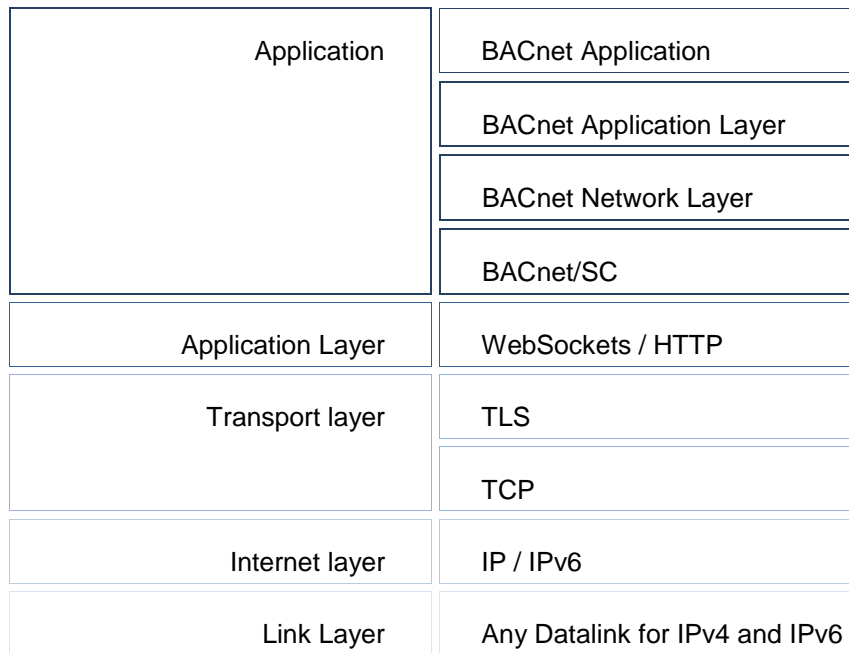 Application
BACnet Application
BACnet Application Layer
BACnet Network Layer
BACnet/SC
Application Layer
WebSockets / HTTP
Transport layer
TLS
TCP
Internet layer
IP / IPv6
Link Layer
Any Datalink for IPv4 and IPv6